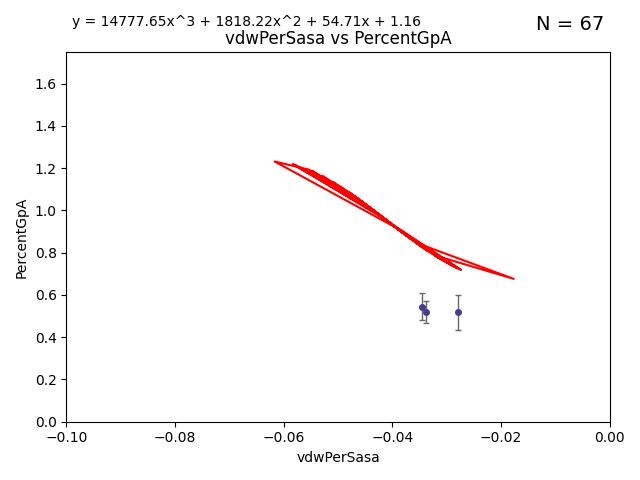 y = 14777.65x^3 + 1818.22x^2 + 54.71x + 1.16
N = 67
vdwPerSasa vs PercentGpA
1.6
1.4
1.2
1.0
0.8
0.6
0.4
0.2
0.0
PercentGpA
−0.10 −0.08 −0.06 −0.04 −0.02 0.00
vdwPerSasa